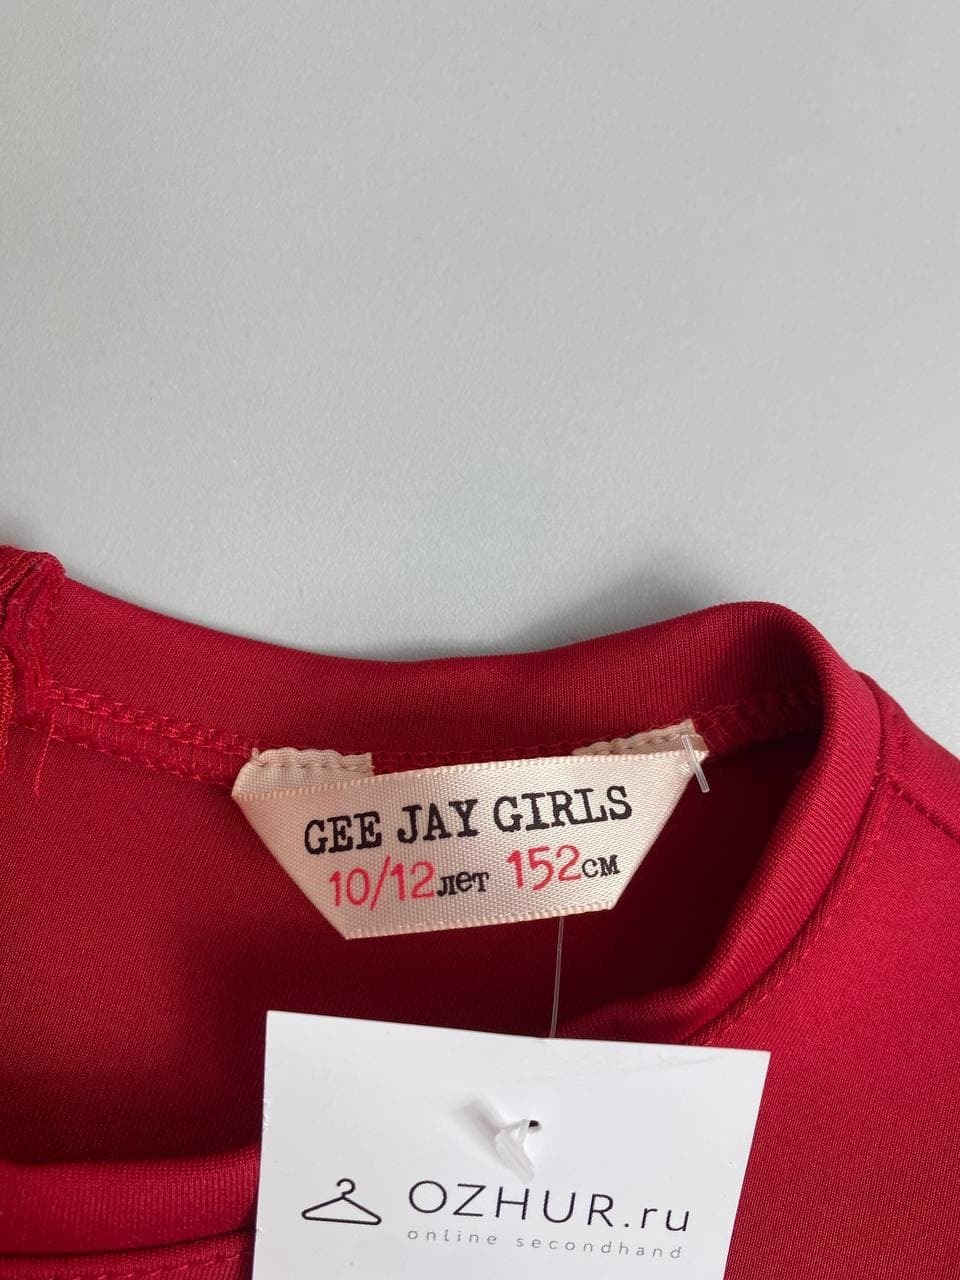 GEE JAY GIRLS
10/12лет 152см
OZHUR.ru
online secondhand